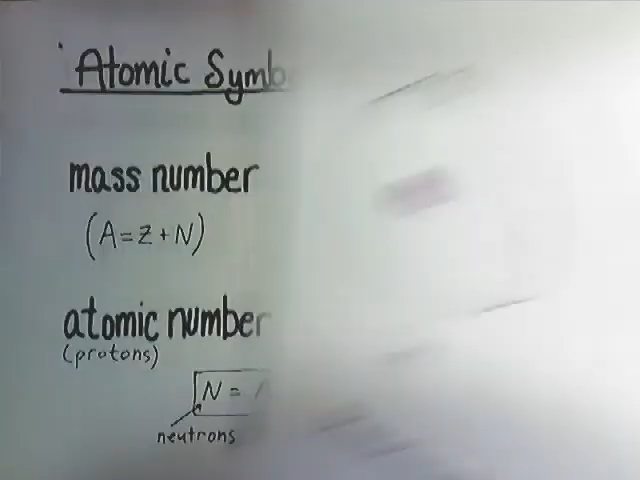 Atomic Symb
mass number
(A=Z+N)
atomic number
(protons)
N =
neutrons